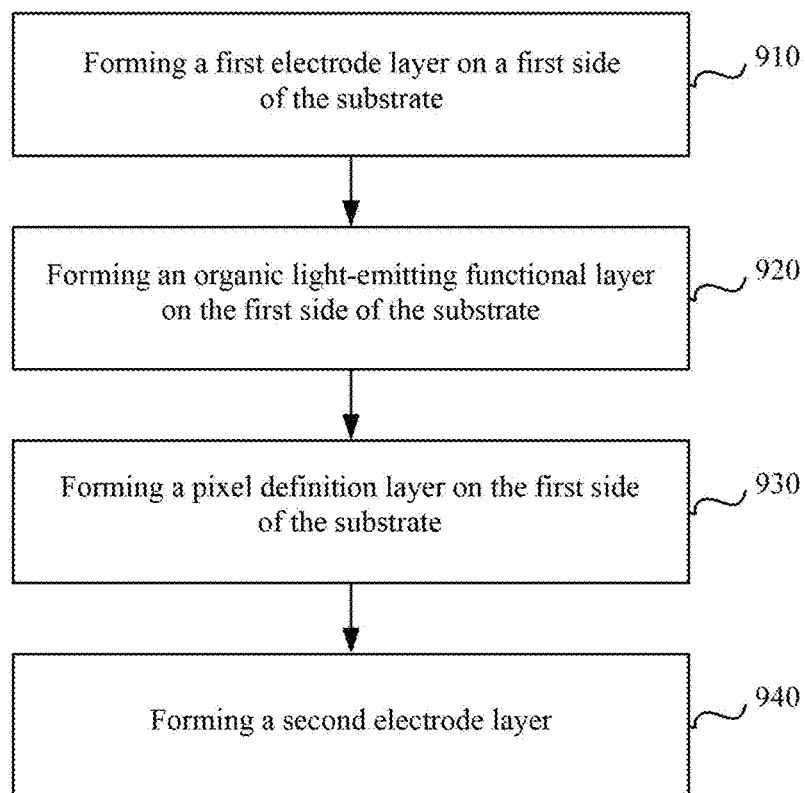 Forming a first electrode layer on a first side
of the substrate
910
Forming an organic light-emitting functional layer
on the first side of the substrate
920
Forming a pixel definition layer on the first side
of the substrate
930
Forming a second electrode layer
940